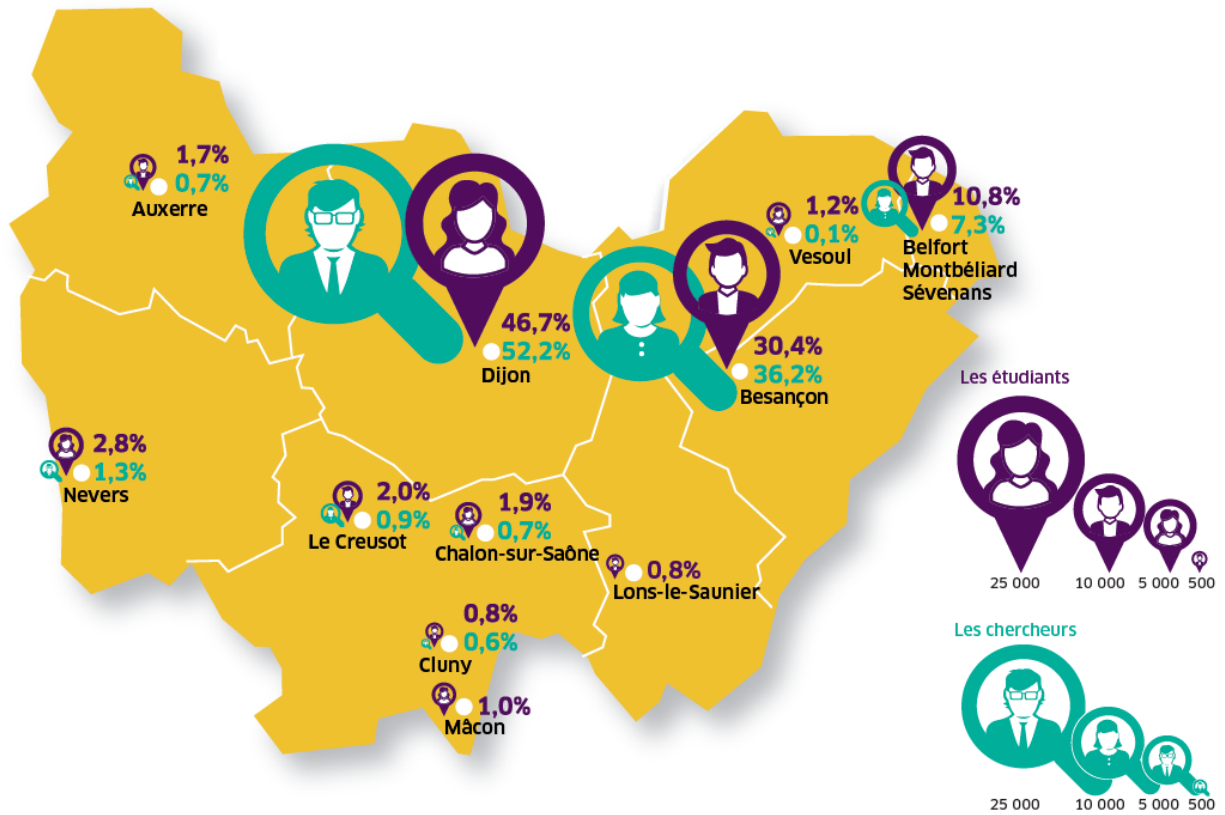 1,7%
0,7%
Auxerre
46,7%
52,2%
Dijon
30,4%
36,2%
Besançon
1,2%
0,1%
Vesoul
10,8%
7,3%
Belfort
Montbéliard
Sévenans
2,8%
1,3%
Nevers
2,0%
0,9%
Le Creusot
1,9%
0,7%
Chalon-sur-Saône
0,8%
Lons-le-Saunier
0,8%
0,6%
Cluny
1,0%
Mâcon
Les étudiants
25 000 10 000 5 000 500
Les chercheurs
25 000 10 000 5 000 500